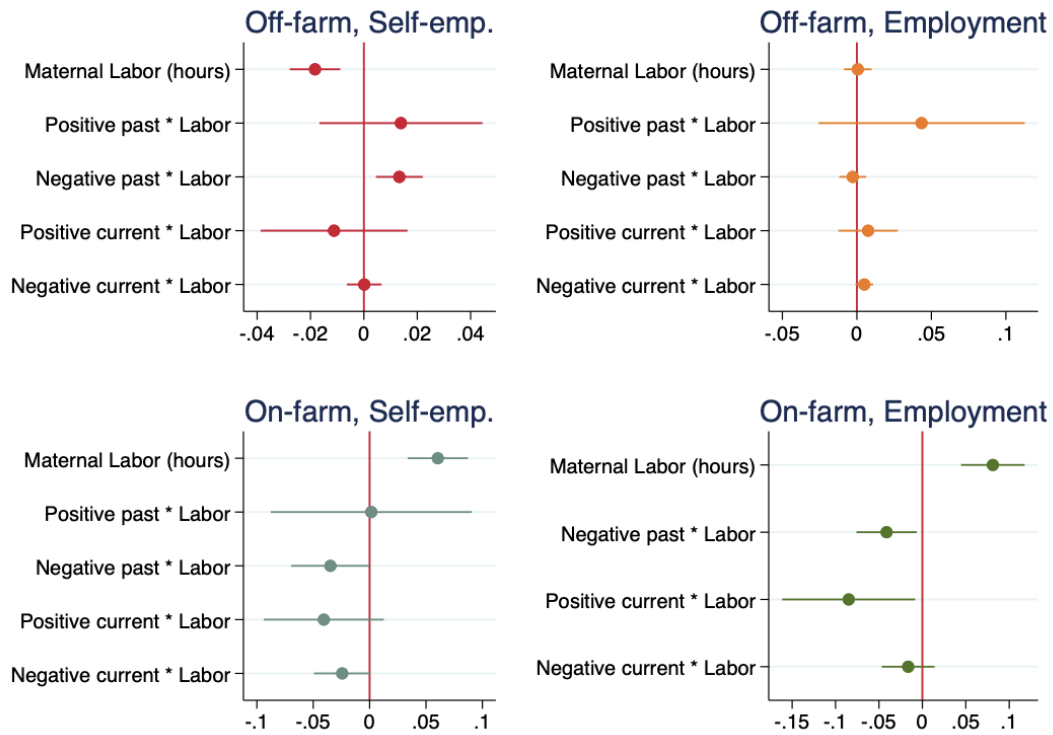 Off-farm, Self-emp.
Maternal Labor (hours)
Positive past * Labor
Negative past * Labor
Positive current * Labor
Negative current * Labor
-.04 -.02 0 .02 .04
Off-farm, Employment
Maternal Labor (hours)
Positive past * Labor
Negative past * Labor
Positive current * Labor
Negative current * Labor
-.05 0 .05 .1
On-farm, Self-emp.
Maternal Labor (hours)
Positive past * Labor
Negative past * Labor
Positive current * Labor
Negative current * Labor
-.1 -.05 0 .05 .1
On-farm, Employment
Maternal Labor (hours)
Negative past * Labor
Positive current * Labor
Negative current * Labor
-.15 -.1 -.05 0 .05 .1